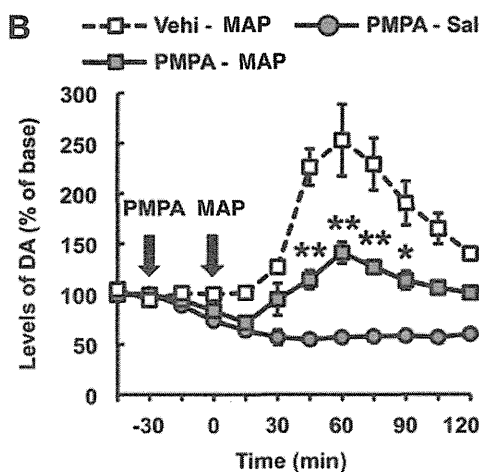 B
Vehi - MAP
PMPA - Sal
PMPA - MAP
300
250
200
150
100
50
0
Levels of DA (% of base)
PMPA
MAP
**
**
**
*
-30
0
30
60
90
120
Time (min)